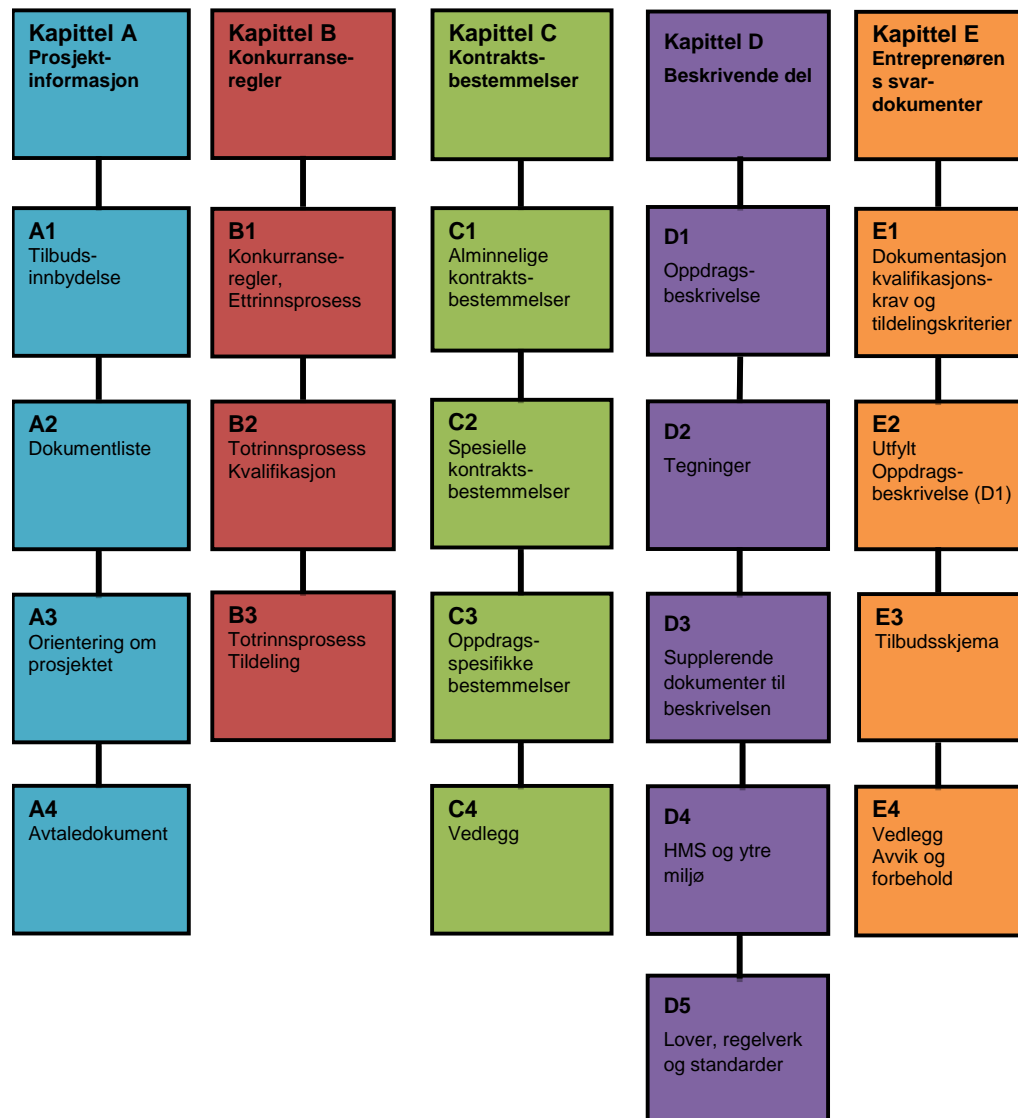 Kapittel A
Prosjekt-
informasjon
A1
Tilbuds-
innbydelse
A2
Dokumentliste
A3
Orientering om
prosjektet
A4
Avtaledokument
Kapittel B
Konkurranse-
regler
B1
Konkurranse-
regler,
Ettrinnsprosess
B2
Totrinnsprosess
Kvalifikasjon
B3
Totrinnsprosess
Tildeling
Kapittel C
Kontrakts-
bestemmelser
C1
Alminnelige
kontrakts-
bestemmelser
C2
Spesielle
kontrakts-
bestemmelser
C3
Oppdrags-
spesifikke
bestemmelser
C4
Vedlegg
Kapittel D
Beskrivende del
D1
Oppdrags-
beskrivelse
D2
Tegninger
D3
Supplerende
dokumenter til
beskrivelsen
D4
HMS og ytre
miljø
D5
Lover, regelverk
og standarder
Kapittel E
Entreprenøren
s svar-
dokumenter
E1
Dokumentasjon
kvalifikasjons-
krav og
tildelingskriterier
E2
Utfylt
Oppdrags-
beskrivelse (D1)
E3
Tilbudsskjema
E4
Vedlegg
Avvik og
forbehold